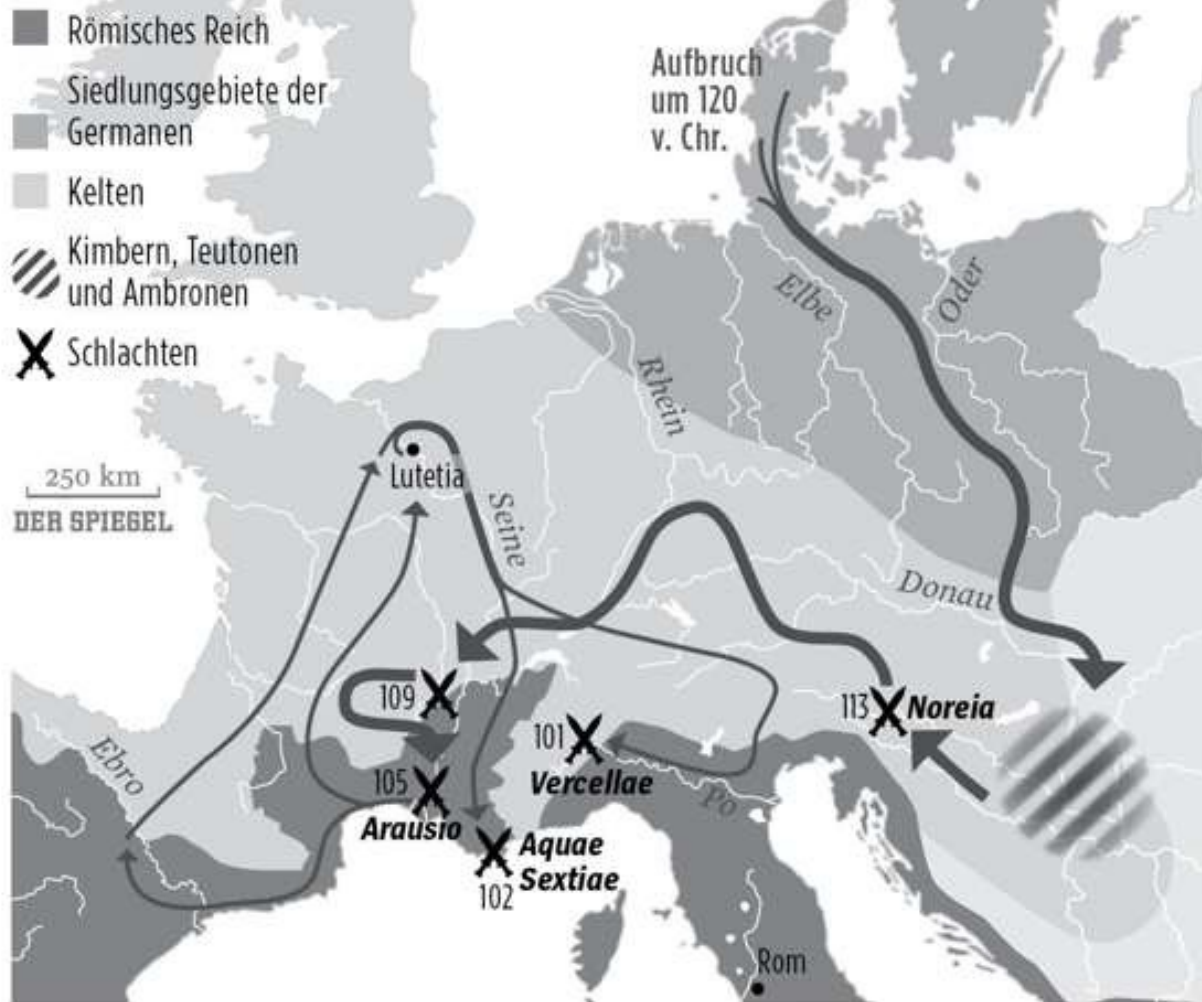 Römisches Reich
Siedlungsgebiete der
Germanen
Kelten
Kimbern, Teutonen
und Ambronen
Schlachten
250 km
DER SPIEGEL
Aufbruch
um 120
v. Chr.
Elbe
Oder
Rhein
Lutetia
Seine
Donau
109
113 Noreia
101
Vercellae
Ebro
105
Arausio
Po
Aquae
Sextiae
102
Rom